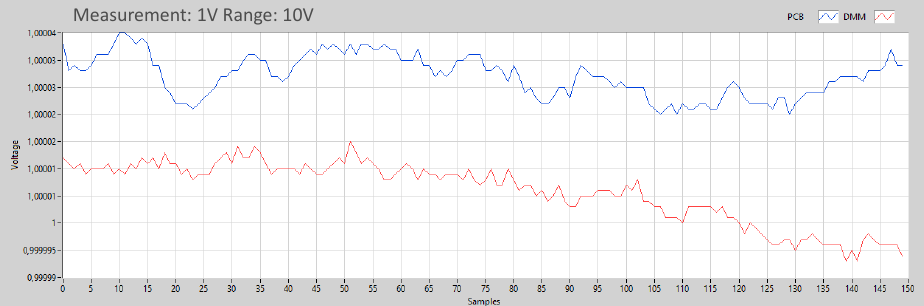 Measurement: 1V Range: 10V
PCB DMM
1,00004
1,00003
1,00003
1,00002
1,00002
1,00001
1,00001
1
0,999995
0,99999
Voltage
0 5 10 15 20 25 30 35 40 45 50 55 60 65 70 75 80 85 90 95 100 105 110 115 120 125 130 135 140 145 150
Samples